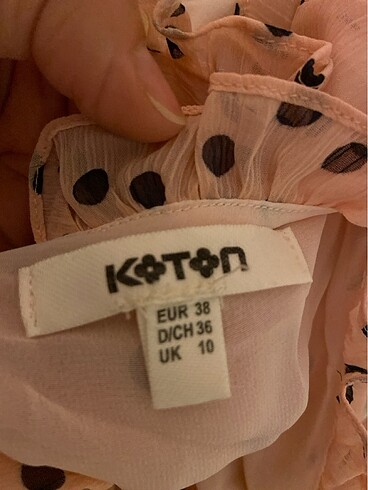 KOTON
EUR 38
D/CH 36
UK 10